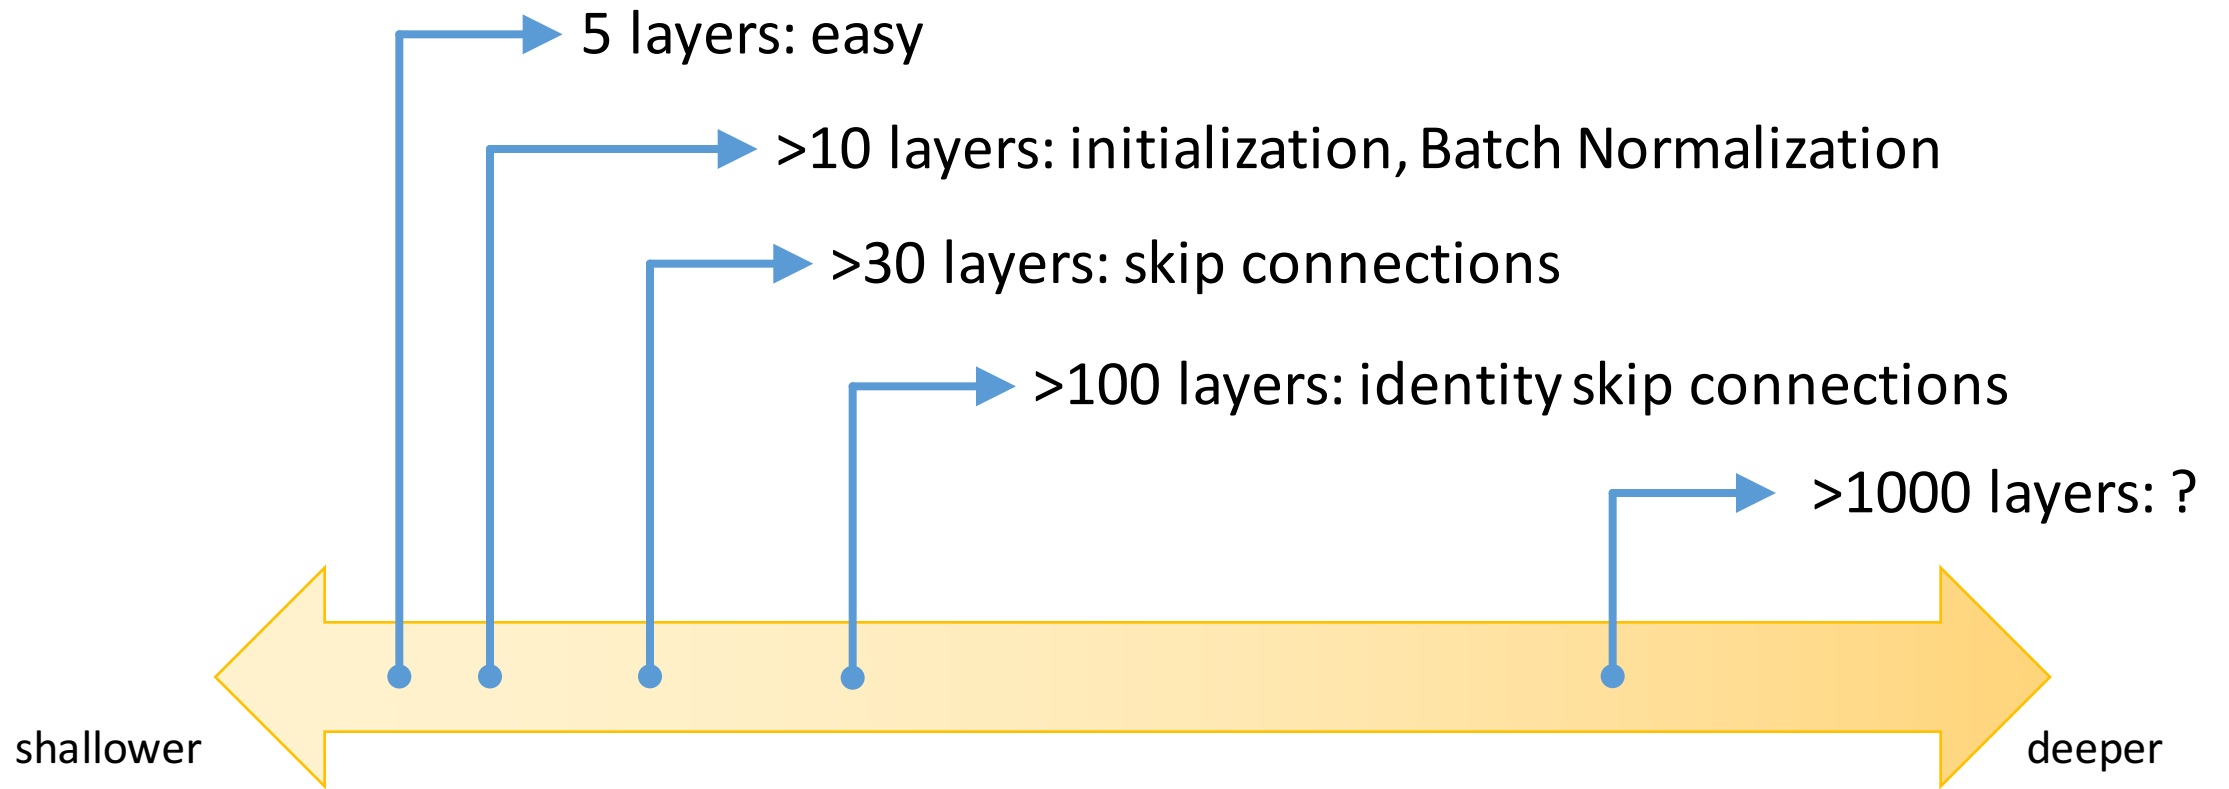 5 layers: easy
>10 layers: initialization, Batch Normalization
>30 layers: skip connections
>100 layers: identity skip connections
>1000 layers: ?
shallower
deeper